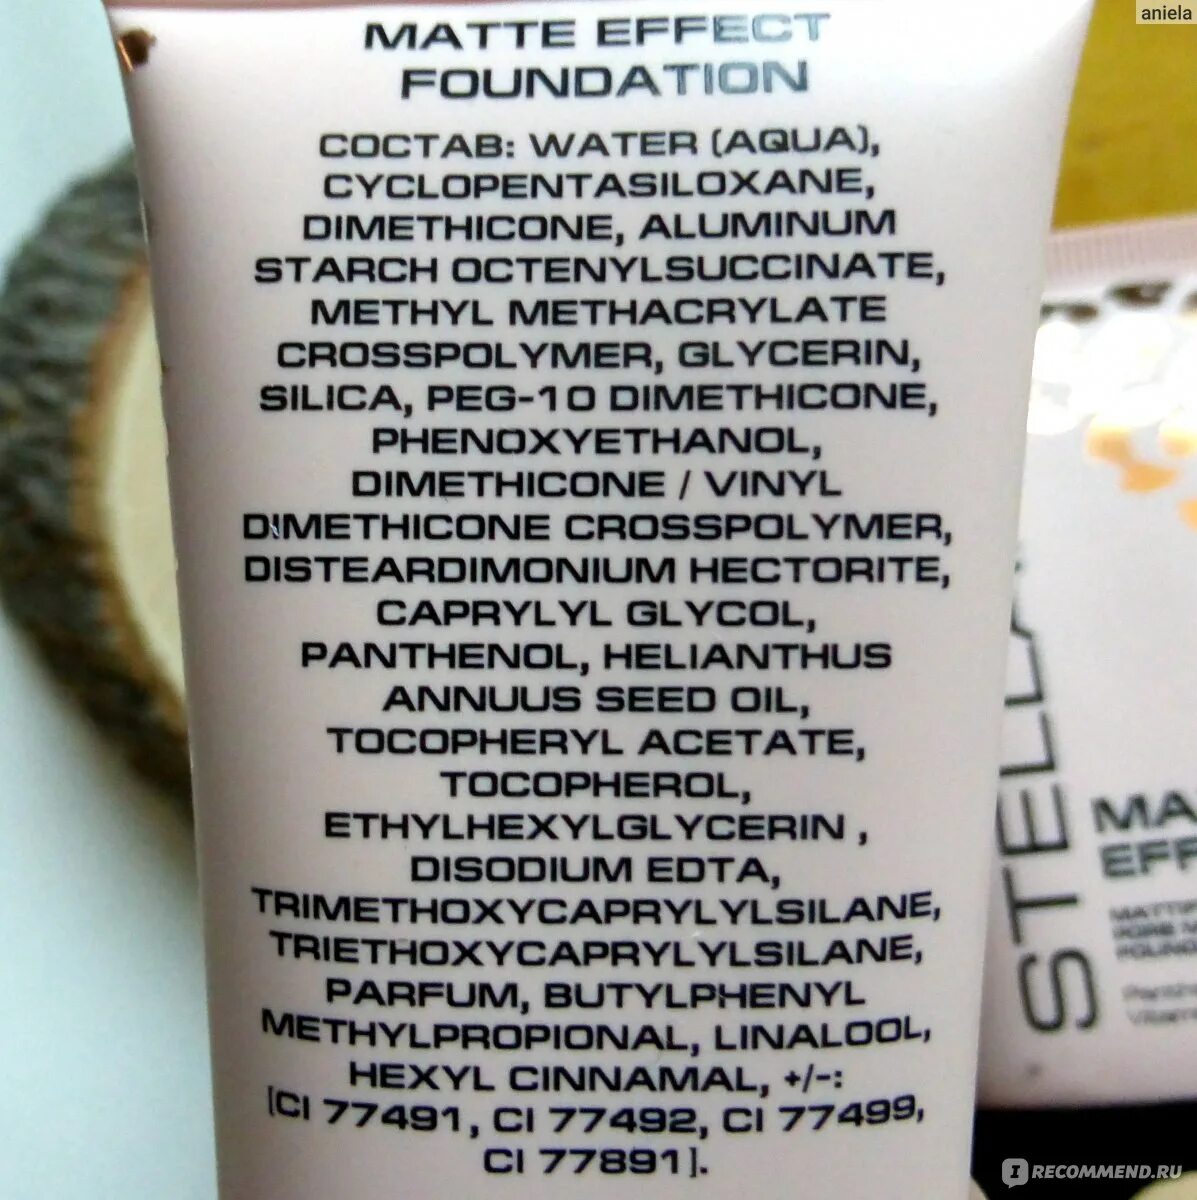 aniela
MATTE EFFECT
FOUNDATION
СОСТАВ: WATER (AQUA),
CYCLOPENTASILOXANE,
DIMETHICONE, ALUMINUM
STARCH OCTENYLSUCCINATE,
METHYL METHACRYLATE
CROSSPOLYMER, GLYCERIN,
SILICA, PEG-10 DIMETHICONE,
PHENOXYETHANOL,
DIMETHICONE / VINYL
DIMETHICONE CROSSPOLYMER,
DISTEARDIMONIUM HECTORITE,
CAPRYLYL GLYCOL,
PANTHENOL, HELIANTHUS
ANNUUS SEED OIL,
TOCOPHERYL ACETATE,
TOCOPHEROL,
ETHYLHEXYLGLYCERIN ,
DISODIUM EDTA,
TRIMETHOXYCAPRYLYLSILANE,
TRIETHOXYCAPRYLYLSILANE,
PARFUM, BUTYLPHENYL
METHYLPROPIONAL, LINALOOL,
HEXYL CINNAMAL, +/-:
[CI 77491, CI 77492, CI 77499,
CI 77891].
STELLA
MA
EFF
IRECOMMEND.RU